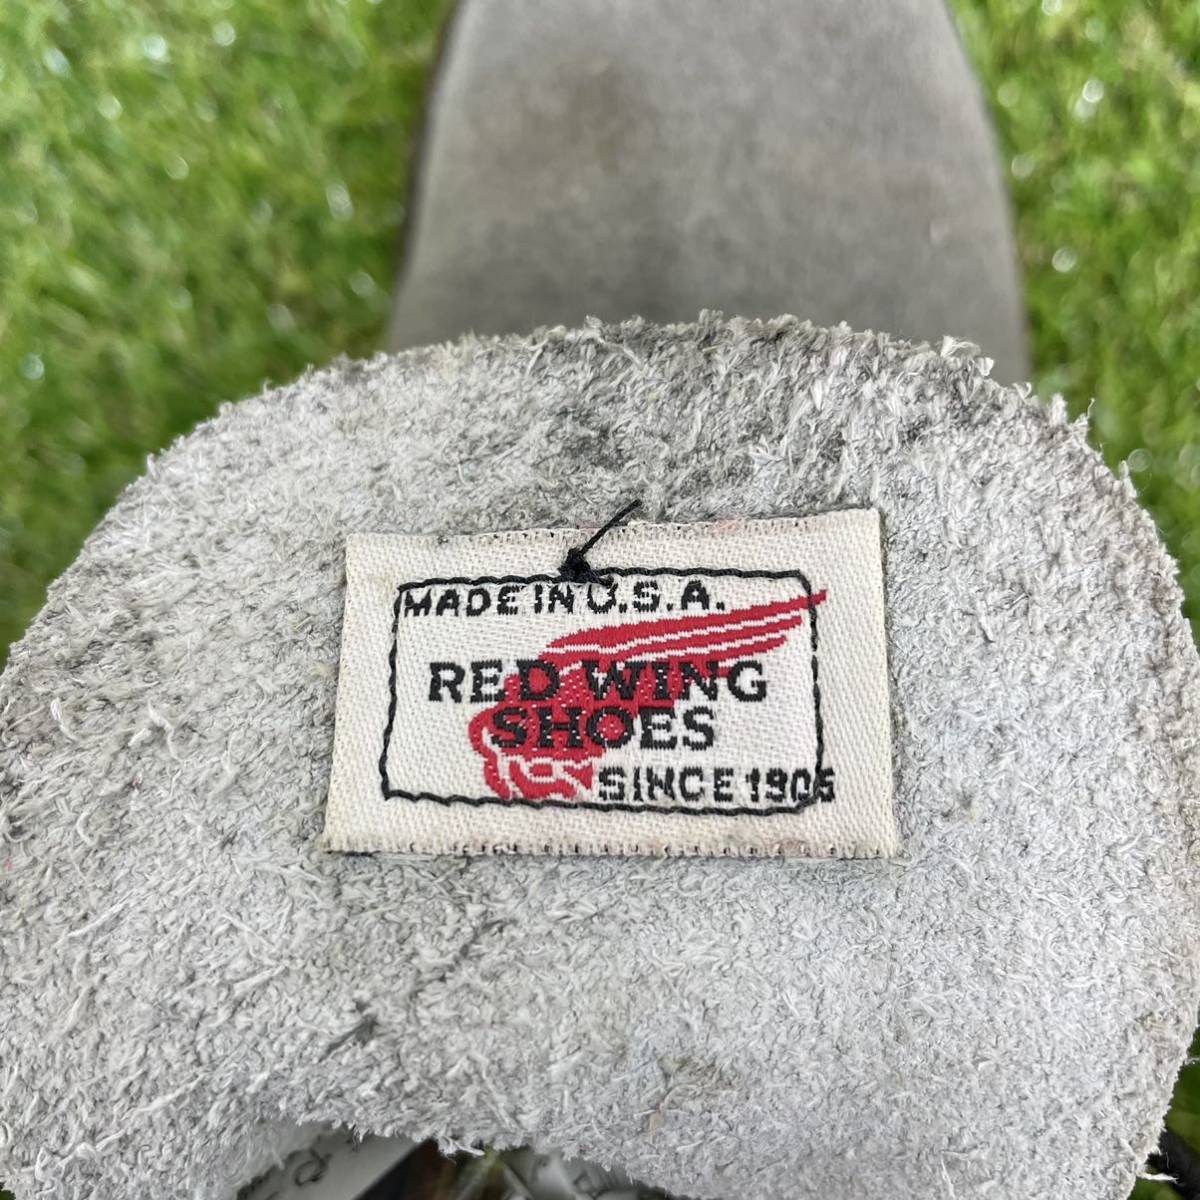 MADE IN U.S.A.
RED WING
SHOES
SINCE 1905